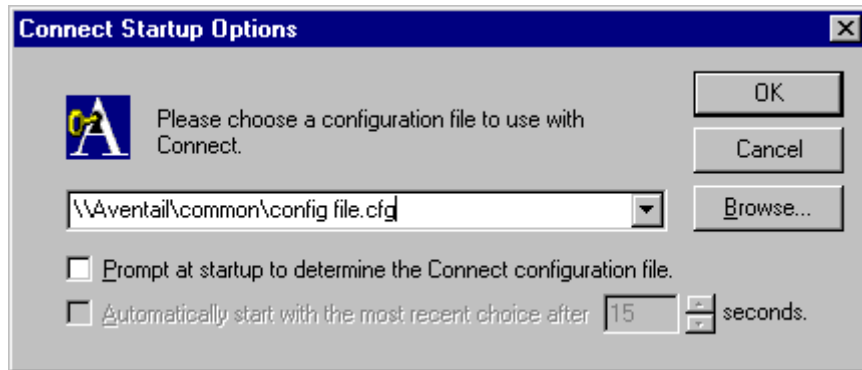 Connect Startup Options
Please choose a configuration file to use with
Connect.
OK
Cancel
\\Aventail\common\config file.cfg
Browse...
Prompt at startup to determine the Connect configuration file.
Automatically start with the most recent choice after 15 seconds.